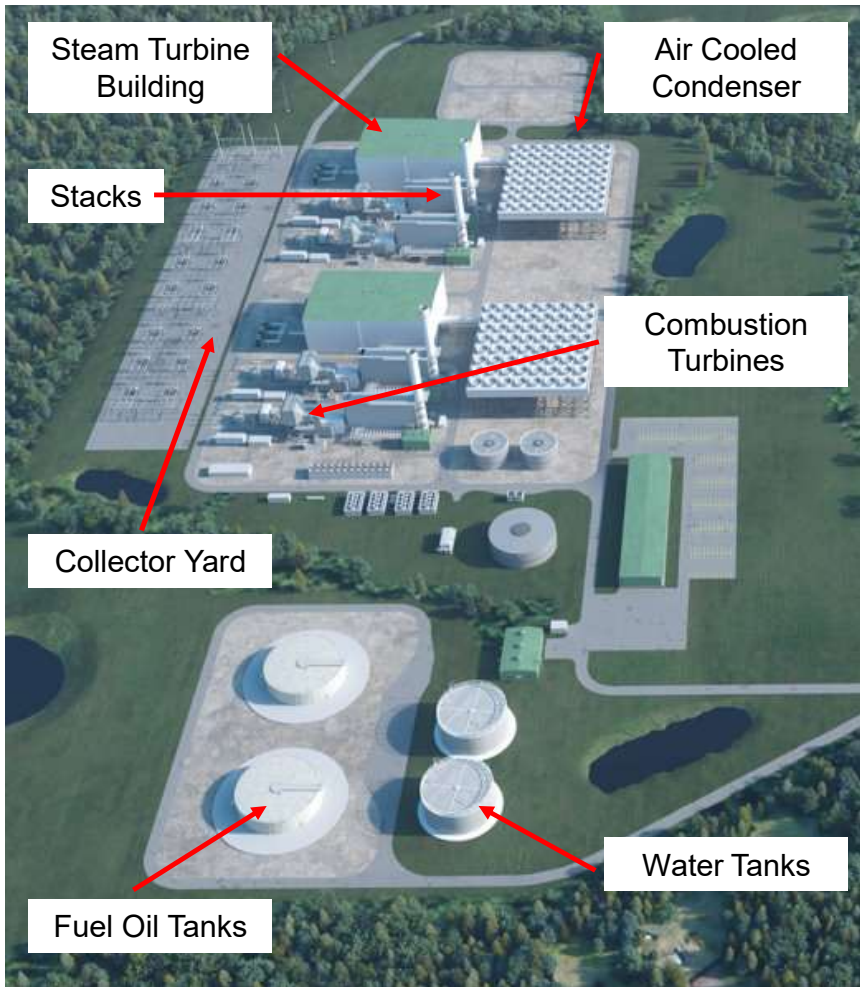 Steam Turbine
Building
Air Cooled
Condenser
Stacks
Combustion
Turbines
Collector Yard
Water Tanks
Fuel Oil Tanks